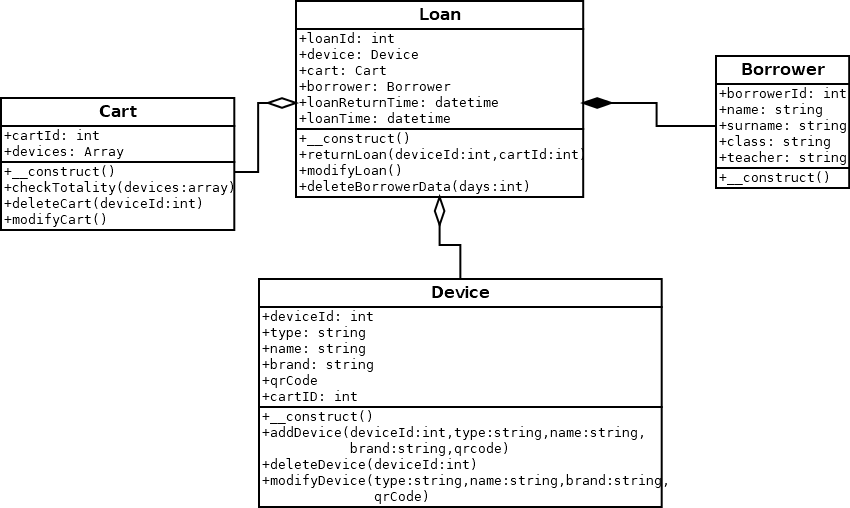 Loan
+loanId: int
+device: Device
+cart: Cart
+borrower: Borrower
+loanReturnTime: datetime
+loanTime: datetime
+__construct()
+returnLoan(deviceId:int,cartId:int)
+modifyLoan()
+deleteBorrowerData(days:int)
Cart
+cartId: int
+devices: Array
+__construct()
+checkTotality(devices:array)
+deleteCart(deviceId:int)
+modifyCart()
Borrower
+borrowerId: int
+name: string
+surname: string
+class: string
+teacher: string
+__construct()
Device
+deviceId: int
+type: string
+name: string
+brand: string
+qrCode
+cartID: int
+__construct()
+addDevice(deviceId:int,type:string,name:string,
brand:string,qrcode)
+deleteDevice(deviceId:int)
+modifyDevice(type:string,name:string,brand:string,
qrCode)